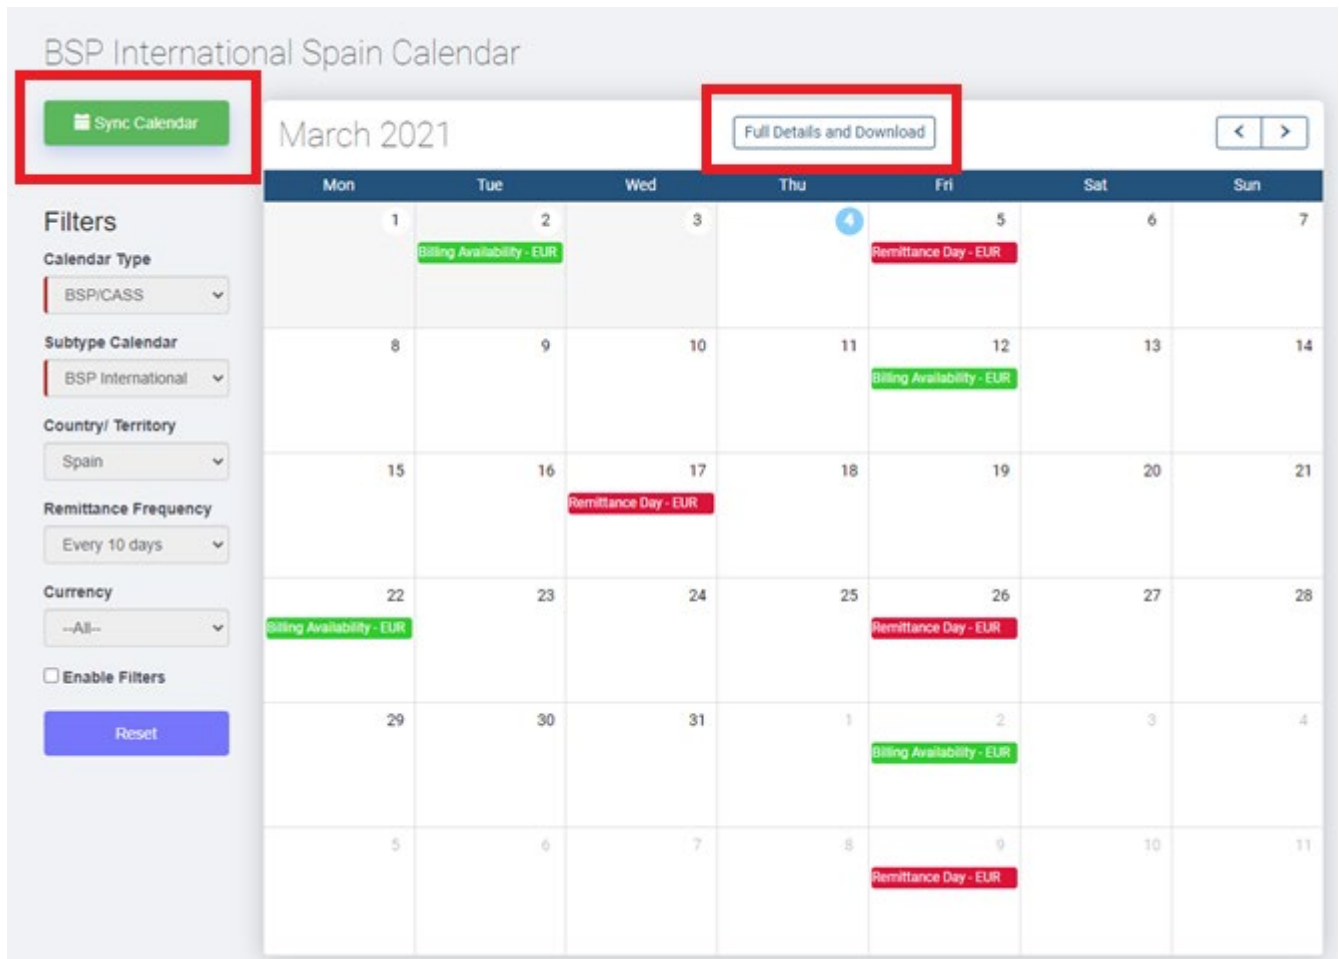 BSP International Spain Calendar
Sync Calendar
March 2021
Full Details and Download
< >
Mon Tue Wed Thu Fri Sat Sun
Filters
Calendar Type
BSP/CASS
Subtype Calendar
BSP International
Country/ Territory
Spain
Remittance Frequency
Every 10 days
Currency
--All--
Enable Filters
Reset
1 2 3 4 5 6 7
Billing Availability - EUR Remittance Day - EUR
8 9 10 11 12 13 14
Billing Availability - EUR
15 16 17 18 19 20 21
Remittance Day - EUR
22 23 24 25 26 27 28
Billing Availability - EUR Remittance Day - EUR
29 30 31 1 2 3 4
Billing Availability - EUR
5 6 7 8 9 10 11
Remittance Day - EUR